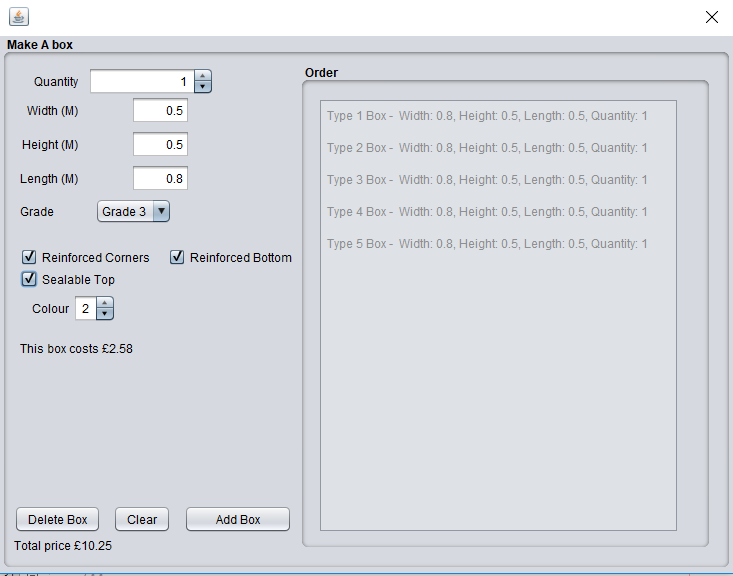 Make A box
Quantity 1
Width (M) 0.5
Height (M) 0.5
Length (M) 0.8
Grade Grade 3
Reinforced Corners Reinforced Bottom
Sealable Top
Colour 2
This box costs £2.58
Delete Box Clear Add Box
Total price £10.25
Order
Type 1 Box - Width: 0.8, Height: 0.5, Length: 0.5, Quantity: 1
Type 2 Box - Width: 0.8, Height: 0.5, Length: 0.5, Quantity: 1
Type 3 Box - Width: 0.8, Height: 0.5, Length: 0.5, Quantity: 1
Type 4 Box - Width: 0.8, Height: 0.5, Length: 0.5, Quantity: 1
Type 5 Box - Width: 0.8, Height: 0.5, Length: 0.5, Quantity: 1